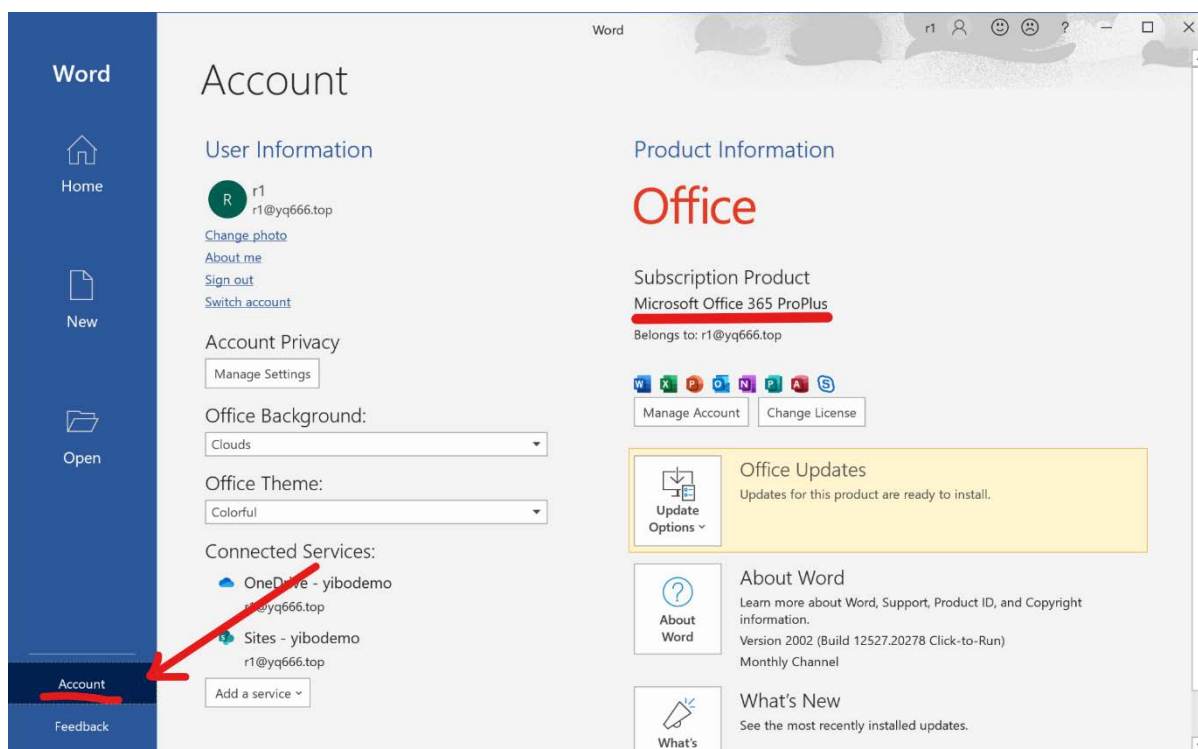 Word
r1
?
Word
Home
New
Open
Account
Feedback
Account
User Information
R
r1
r1@yq666.top
Change photo
About me
Sign out
Switch account
Account Privacy
Manage Settings
Office Background:
Clouds
Office Theme:
Colorful
Connected Services:
OneDrive - yibodemo
r1@yq666.top
Sites - yibodemo
r1@yq666.top
Add a service
Product Information
Office
Subscription Product
Microsoft Office 365 ProPlus
Belongs to: r1@yq666.top
Manage Account
Change License
Update
Options
Office Updates
Updates for this product are ready to install.
?
About
Word
About Word
Learn more about Word, Support, Product ID, and Copyright
information.
Version 2002 (Build 12527.20278 Click-to-Run)
Monthly Channel
What's
What's New
See the most recently installed updates.